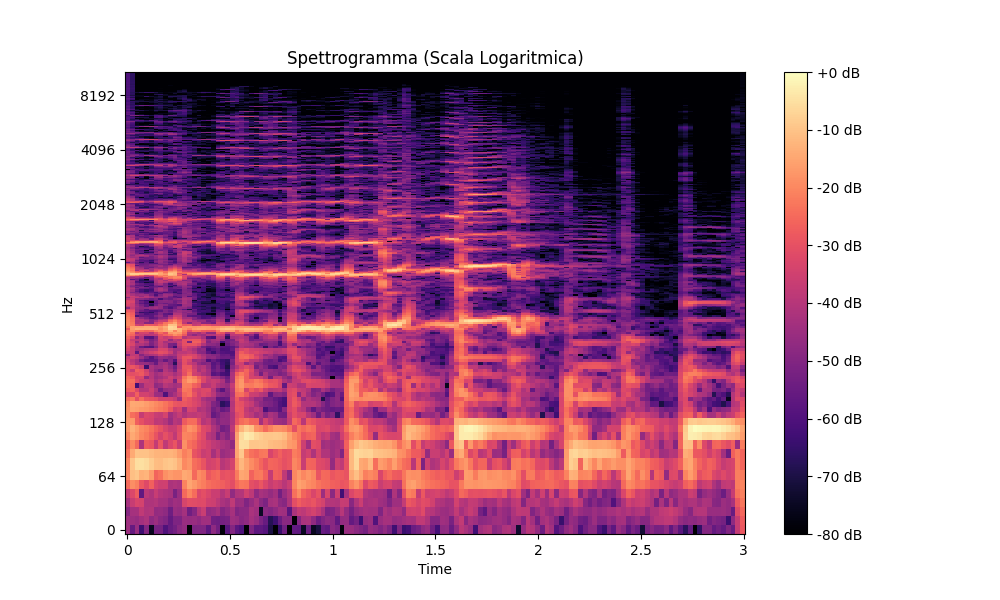 Spettrogramma (Scala Logaritmica)
Hz
8192
4096
2048
1024
512
256
128
64
0
0 0.5 1 1.5 2 2.5 3
Time
+0 dB
-10 dB
-20 dB
-30 dB
-40 dB
-50 dB
-60 dB
-70 dB
-80 dB